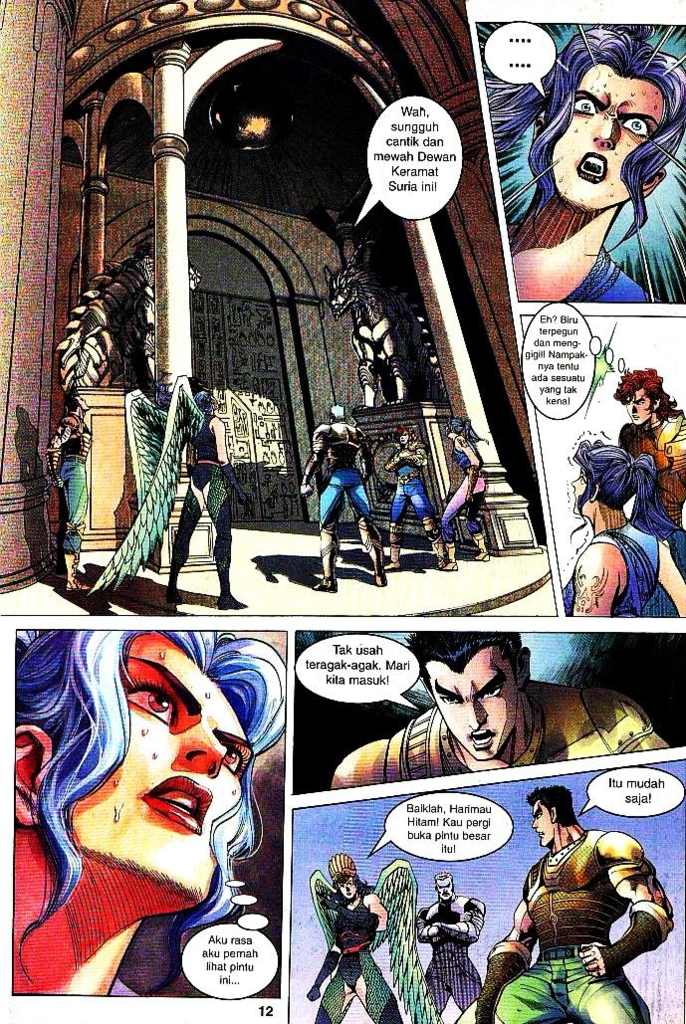 Wah,
sungguh
cantik dan
mewah Dewan
Keramat
Suria ini!
....
....
Eh? Biru
terpegun
dan meng-
gigil! Nampak-
nya tentu
ada sesuatu
yang tak
kena!
Aku rasa
aku pernah
lihat pintu
ini...
Tak usah
teragak-agak. Mari
kita masuk!
Baiklah, Harimau
Hitam! Kau pergi
buka pintu besar
itu!
Itu mudah
saja!
12